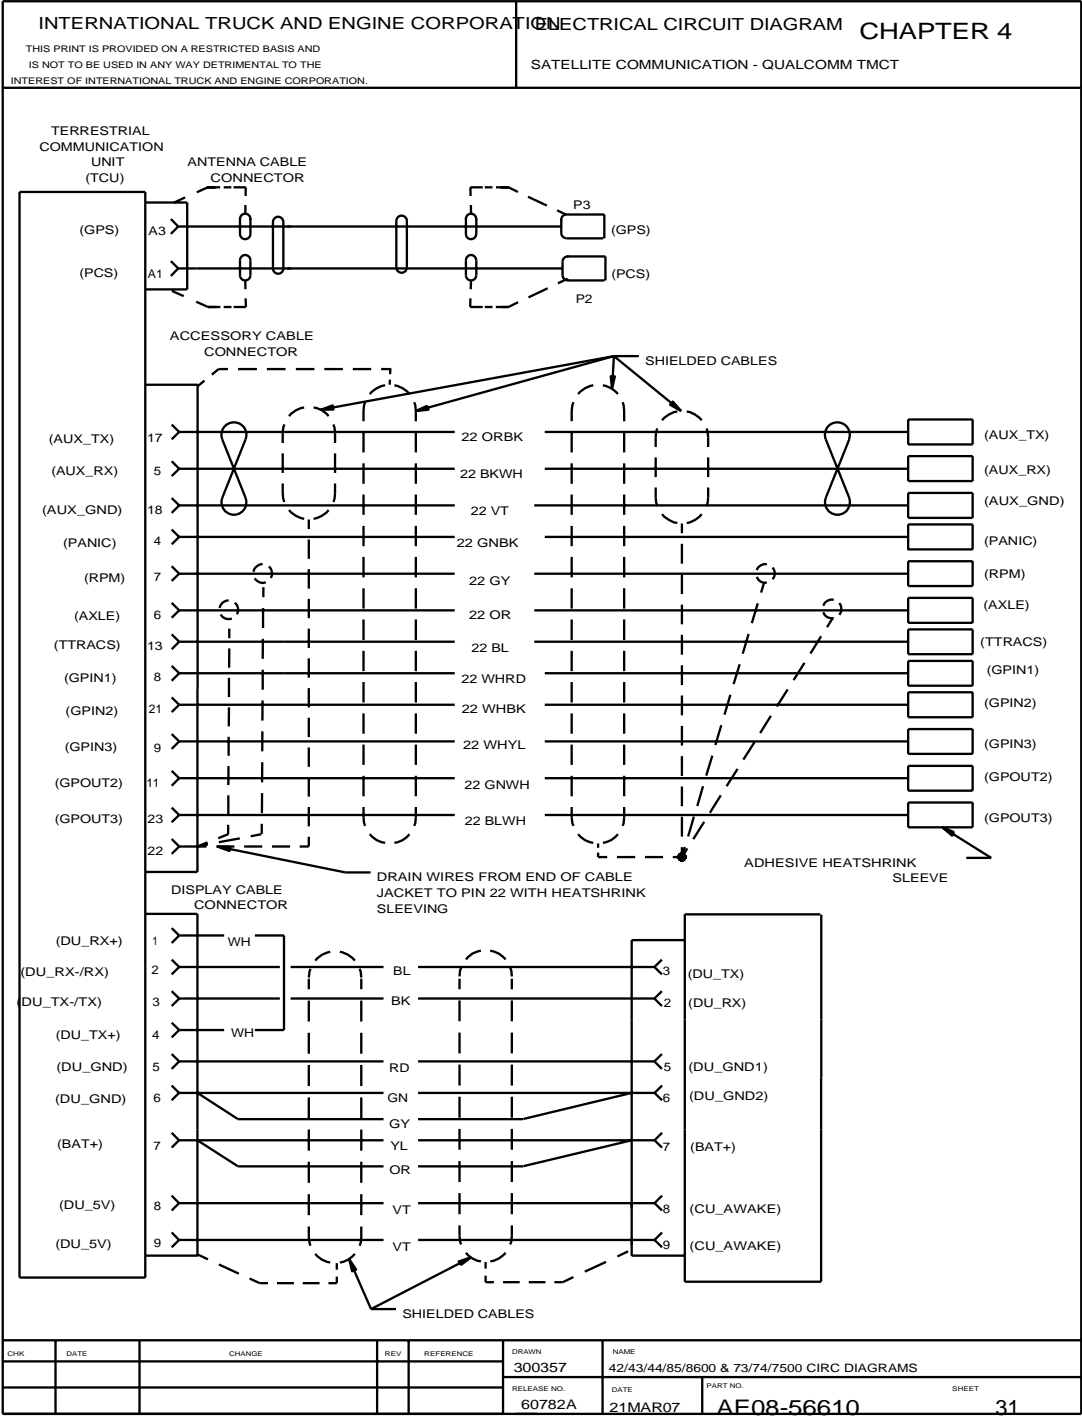 INTERNATIONAL TRUCK AND ENGINE CORPORATION
THIS PRINT IS PROVIDED ON A RESTRICTED BASIS AND
IS NOT TO BE USED IN ANY WAY DETRIMENTAL TO THE
INTEREST OF INTERNATIONAL TRUCK AND ENGINE CORPORATION.
ELECTRICAL CIRCUIT DIAGRAM
CHAPTER 4
SATELLITE COMMUNICATION - QUALCOMM TMCT
TERRESTRIAL
COMMUNICATION
UNIT
(TCU)
ANTENNA CABLE
CONNECTOR
(GPS) A3 P3 (GPS)
(PCS) A1 (PCS)
P2
ACCESSORY CABLE
CONNECTOR
SHIELDED CABLES
(AUX_TX) 17 22 ORBK (AUX_TX)
(AUX_RX) 5 22 BKWH (AUX_RX)
(AUX_GND) 18 22 VT (AUX_GND)
(PANIC) 4 22 GNBK (PANIC)
(RPM) 7 22 GY (RPM)
(AXLE) 6 22 OR (AXLE)
(TTRACS) 13 22 BL (TTRACS)
(GPIN1) 8 22 WHRD (GPIN1)
(GPIN2) 21 22 WHBK (GPIN2)
(GPIN3) 9 22 WHYL (GPIN3)
(GPOUT2) 11 22 GNWH (GPOUT2)
(GPOUT3) 23 22 BLWH (GPOUT3)
22
DRAIN WIRES FROM END OF CABLE
JACKET TO PIN 22 WITH HEATSHRINK
SLEEVING
ADHESIVE HEATSHRINK
SLEEVE
DISPLAY CABLE
CONNECTOR
(DU_RX+) 1 WH
(DU_RX-/RX) 2 BL 3 (DU_TX)
(DU_TX-/TX) 3 BK 2 (DU_RX)
(DU_TX+) 4 WH
(DU_GND) 5 RD 5 (DU_GND1)
(DU_GND) 6 GN 6 (DU_GND2)
GY
(BAT+) 7 YL 7 (BAT+)
OR
(DU_5V) 8 VT 8 (CU_AWAKE)
(DU_5V) 9 VT 9 (CU_AWAKE)
SHIELDED CABLES
CHK DATE CHANGE REV REFERENCE
DRAWN
300357
NAME
42/43/44/85/8600 & 73/74/7500 CIRC DIAGRAMS
RELEASE NO.
60782A
DATE
21MAR07
PART NO.
AE08-56610
SHEET
31